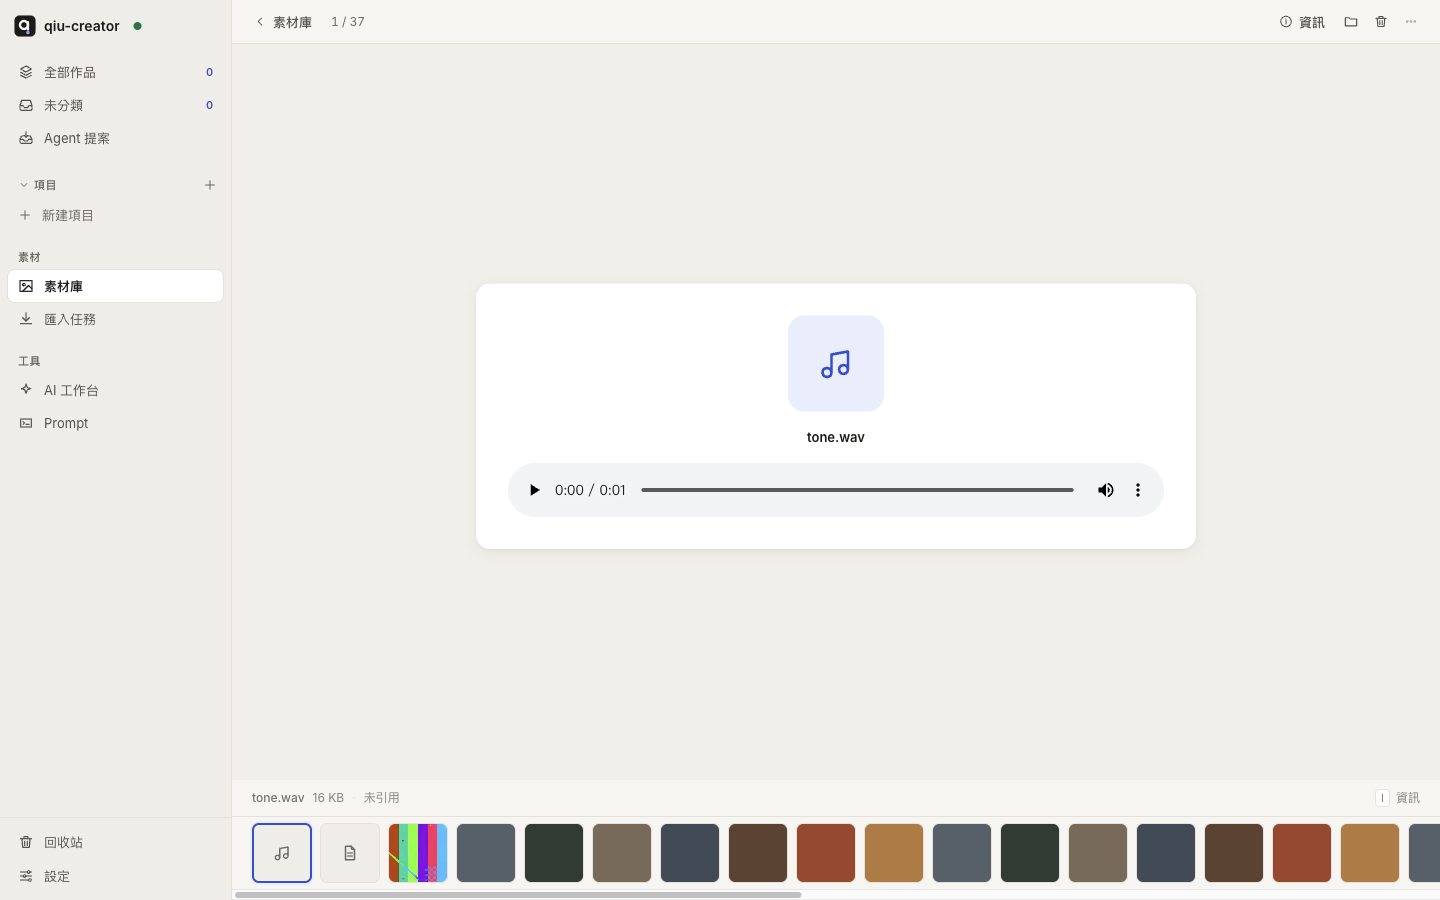 qiu-creator
全部作品 0
未分類 0
Agent 提案
項目
新建項目
素材
素材庫
匯入任務
工具
AI 工作台
Prompt
回收站
設定
素材庫 1 / 37 資訊
tone.wav
0:00 / 0:01
tone.wav 16 KB · 未引用 I 資訊